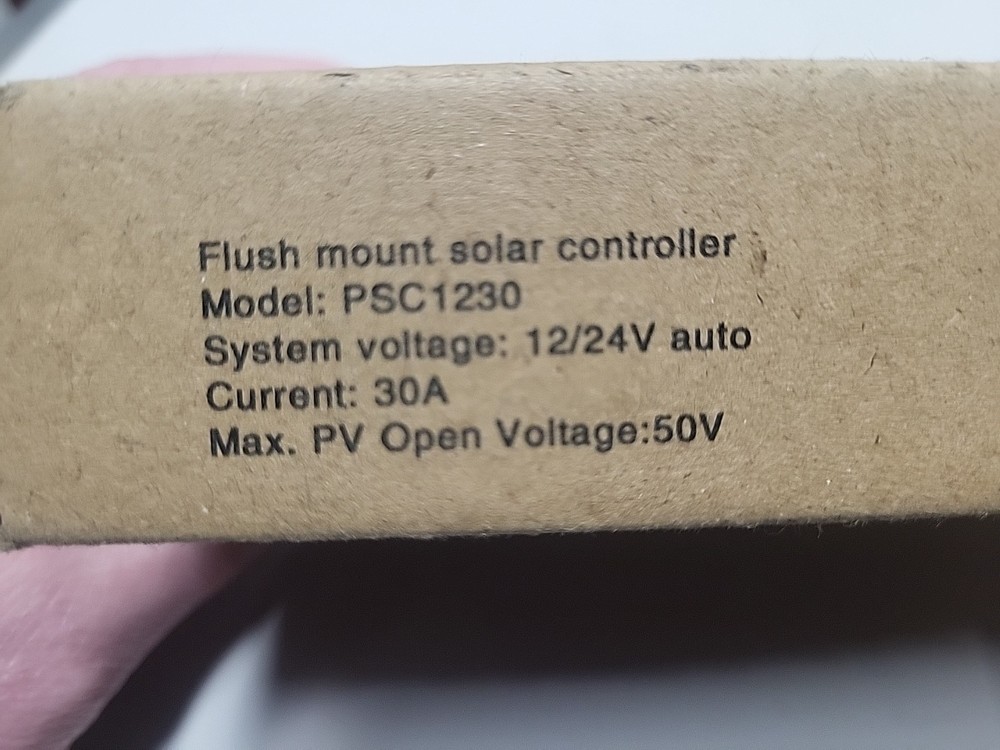 Flush mount solar controller
Model: PSC1230
System voltage: 12/24V auto
Current: 30A
Max. PV Open Voltage:50V